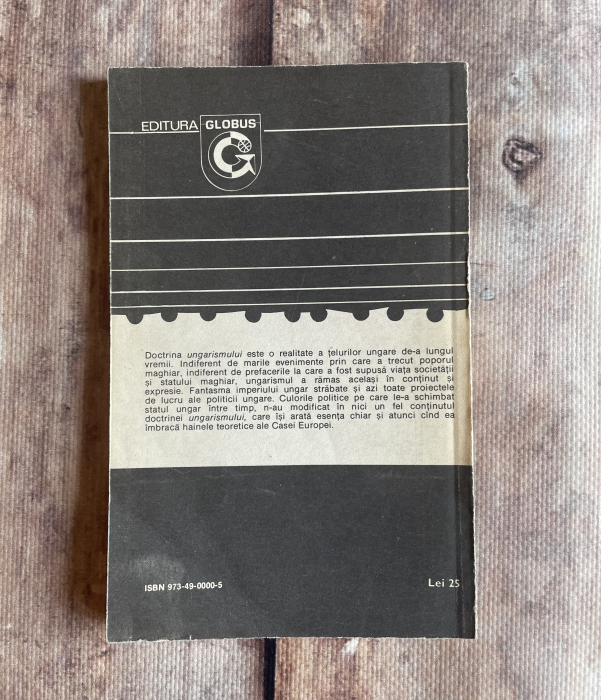 EDITURA GLOBUS
Doctrina ungarismului este o realitate a țelurilor ungare de-a lungul
vremii. Indiferent de marile evenimente prin care a trecut poporul
maghiar, indiferent de prefacerile la care a fost supusă viața societății
și statului maghiar, ungarismul a rămas același în conținut și
expresie. Fantasma imperiului ungar străbate și azi toate proiectele
de lucru ale politicii ungare. Culorile politice pe care le-a schimbat
statul ungar între timp, n-au modificat în nici un fel conținutul
doctrinei ungarismului, care își arată esența chiar și atunci cînd ea
îmbracă hainele teoretice ale Casei Europei.
ISBN 973-49-0000-5
Lei 25